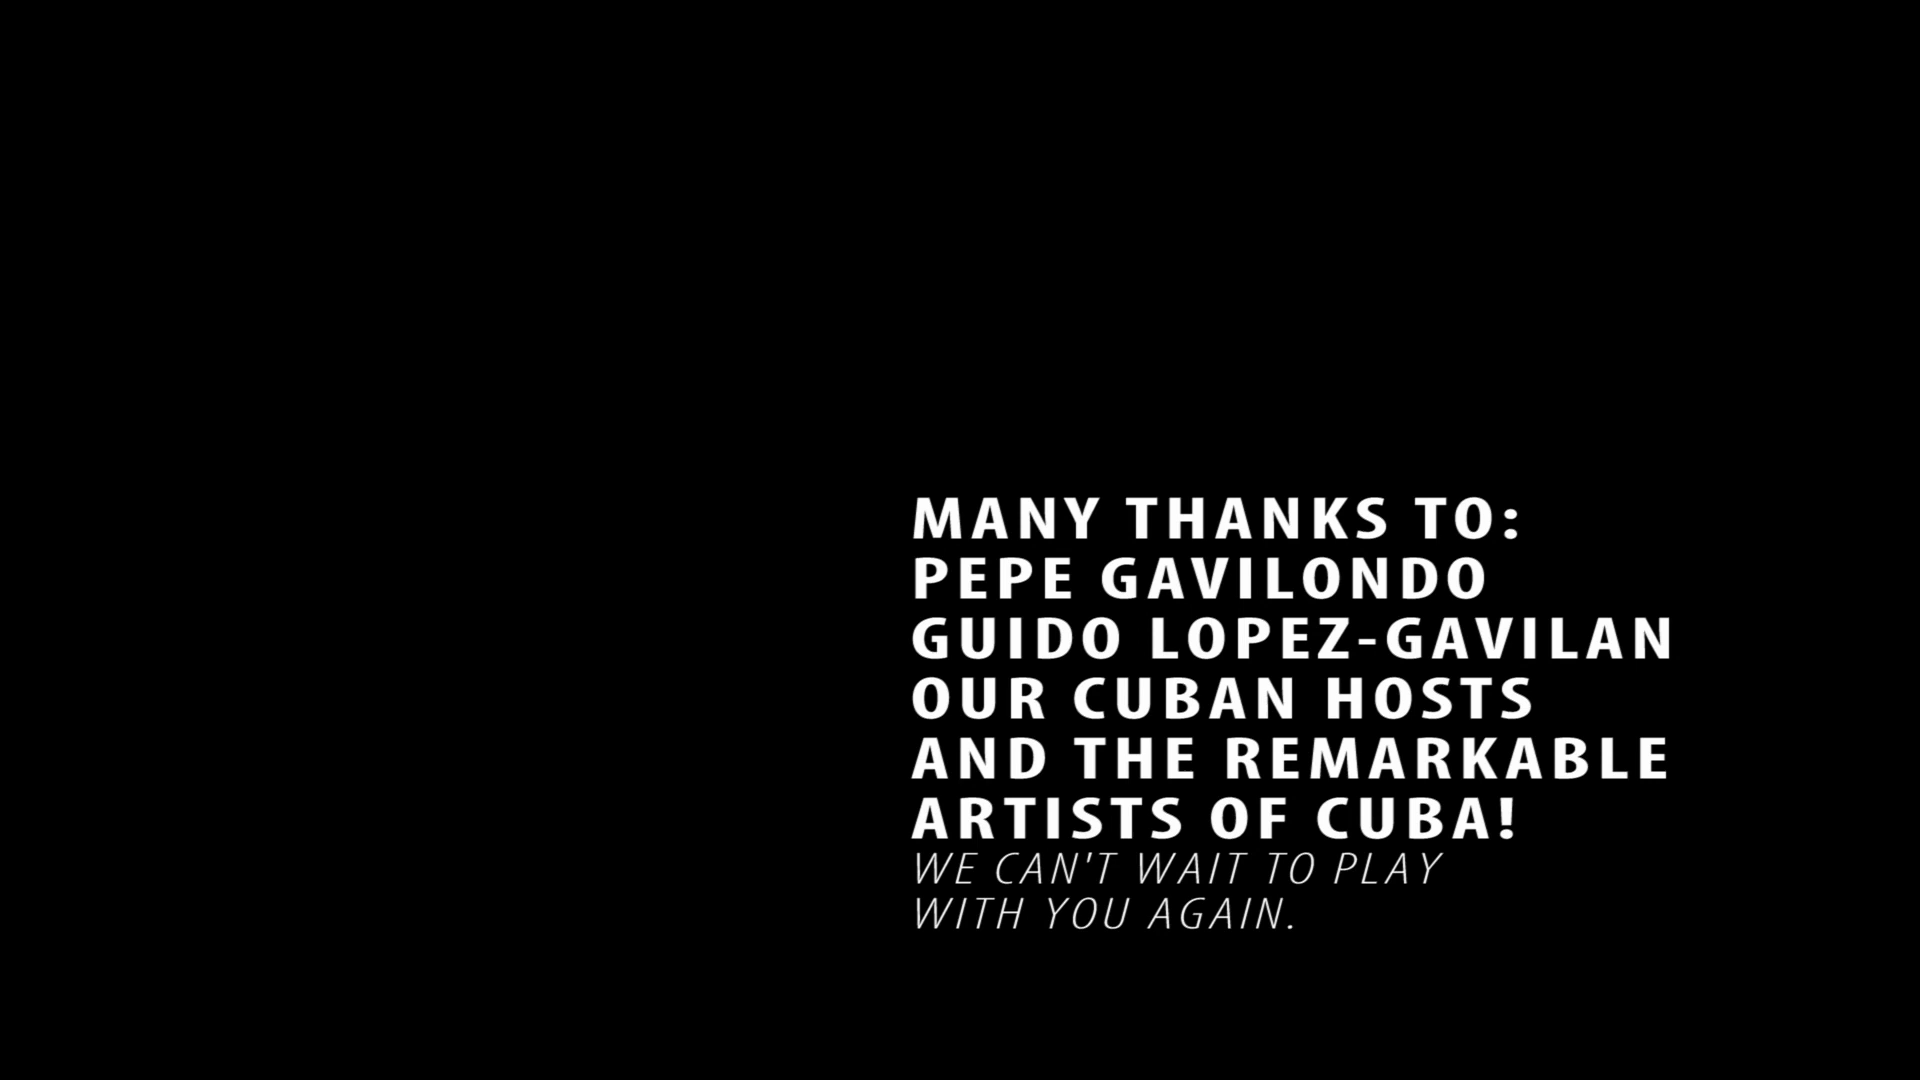 MANY THANKS TO:
PEPE GAVILONDO
GUIDO LOPEZ-GAVILAN
OUR CUBAN HOSTS
AND THE REMARKABLE
ARTISTS OF CUBA!
WE CAN'T WAIT TO PLAY
WITH YOU AGAIN.